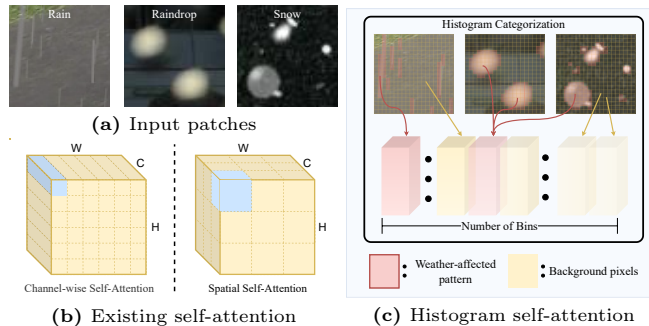 Rain
Raindrop
Snow
(a) Input patches
W
C
H
Channel-wise Self-Attention
W
C
H
Spatial Self-Attention
(b) Existing self-attention
Histogram Categorization
Number of Bins
Weather-affected
pattern
Background pixels
(c) Histogram self-attention